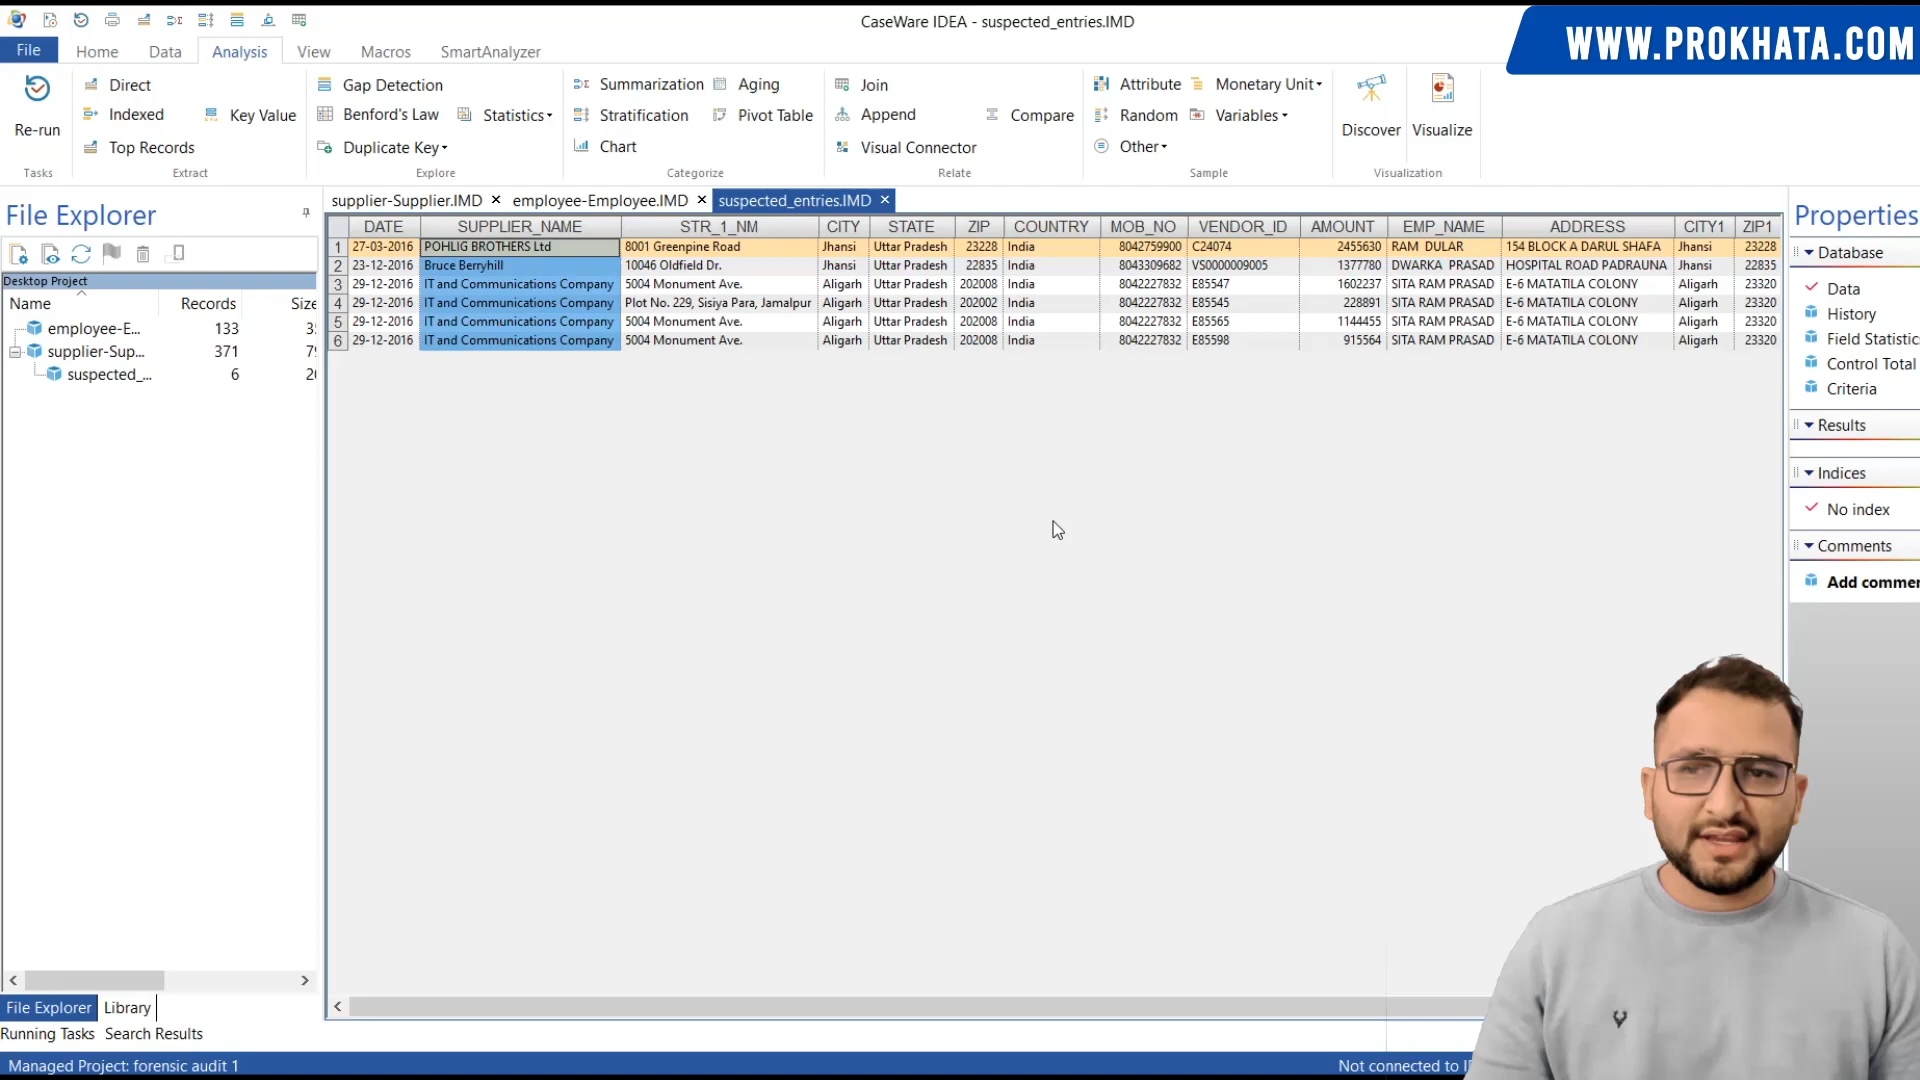 CaseWare IDEA - suspected_entries.IMD
WWW.PROKHATA.COM
File Home Data Analysis View Macros SmartAnalyzer
Re-run
Tasks
Direct
Indexed
Key Value
Top Records
Extract
Gap Detection
Benford's Law
Statistics
Duplicate Key
Explore
Summarization
Aging
Stratification
Pivot Table
Chart
Categorize
Join
Append
Compare
Visual Connector
Relate
Attribute
Monetary Unit
Random
Variables
Other
Sample
Discover
Visualize
Visualization
File Explorer
Desktop Project
Name Records Size
employee-E... 133
supplier-Sup... 371
suspected_... 6
File Explorer Library
Running Tasks Search Results
Managed Project: forensic audit 1
supplier-Supplier.IMD employee-Employee.IMD suspected_entries.IMD
DATE SUPPLIER_NAME STR_1_NM CITY STATE ZIP COUNTRY MOB_NO VENDOR_ID AMOUNT EMP_NAME ADDRESS CITY1 ZIP1
1 27-03-2016 POHLIG BROTHERS Ltd 8001 Greenpine Road Jhansi Uttar Pradesh 23228 India 8042759900 C24074 2455630 RAM DULAR 154 BLOCK A DARUL SHAFA Jhansi 23228
2 23-12-2016 Bruce Berryhill 10046 Oldfield Dr. Jhansi Uttar Pradesh 22835 India 8043309682 VS0000009005 1377780 DWARKA PRASAD HOSPITAL ROAD PADRAUNA Jhansi 22835
3 29-12-2016 IT and Communications Company 5004 Monument Ave. Aligarh Uttar Pradesh 202008 India 8042227832 E85547 1602237 SITA RAM PRASAD E-6 MATATILA COLONY Aligarh 23320
4 29-12-2016 IT and Communications Company Plot No. 229, Sisiya Para, Jamalpur Aligarh Uttar Pradesh 202002 India 8042227832 E85545 228891 SITA RAM PRASAD E-6 MATATILA COLONY Aligarh 23320
5 29-12-2016 IT and Communications Company 5004 Monument Ave. Aligarh Uttar Pradesh 202008 India 8042227832 E85565 1144455 SITA RAM PRASAD E-6 MATATILA COLONY Aligarh 23320
6 29-12-2016 IT and Communications Company 5004 Monument Ave. Aligarh Uttar Pradesh 202008 India 8042227832 E85598 915564 SITA RAM PRASAD E-6 MATATILA COLONY Aligarh 23320
Properties
Database
Data
History
Field Statistics
Control Total
Criteria
Results
Indices
No index
Comments
Add commen
Not connected to